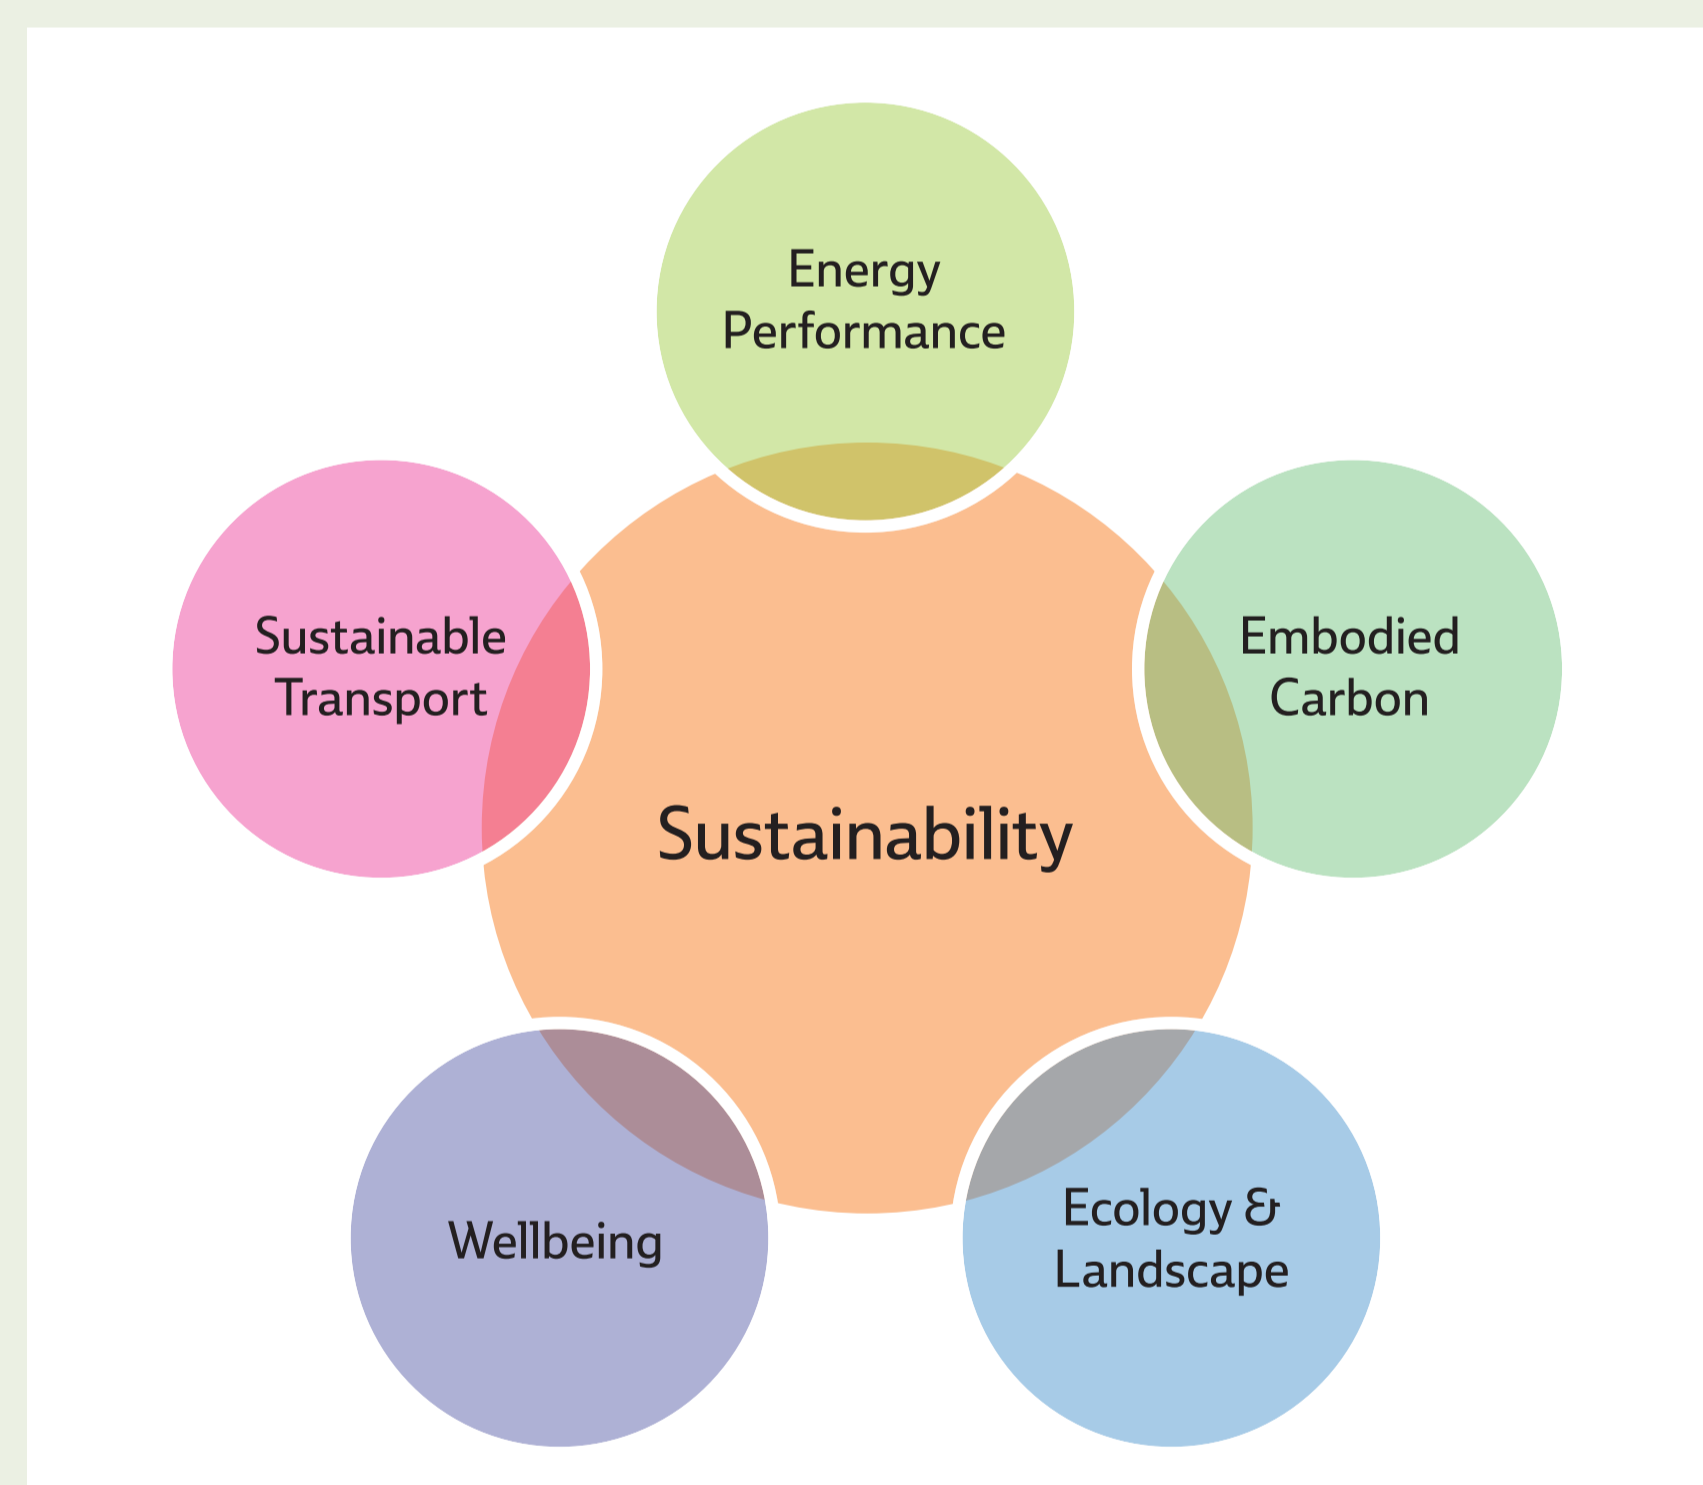 Energy
Performance
Sustainable
Transport
Embodied
Carbon
Sustainability
Wellbeing
Ecology &
Landscape